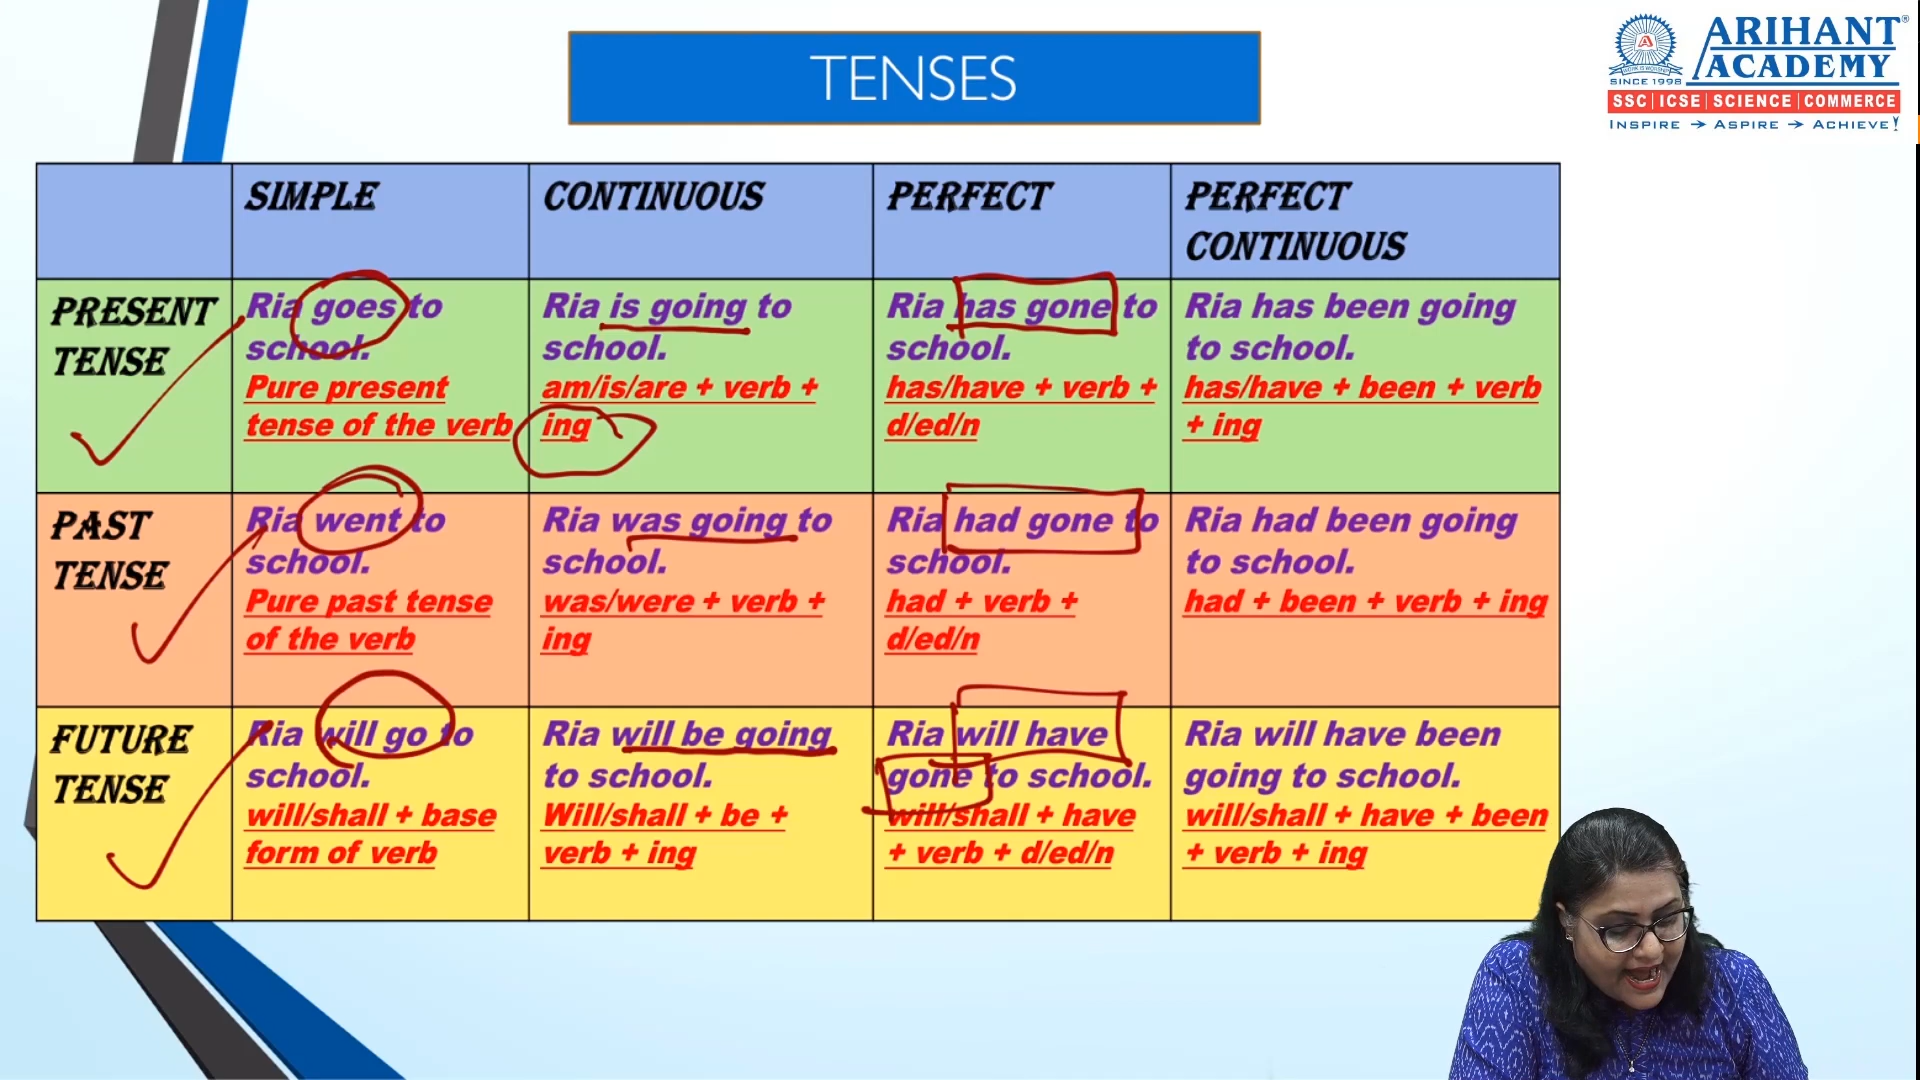 TENSES
ARIHANT
ACADEMY
SINCE 1998
SSC | ICSE | SCIENCE | COMMERCE
INSPIRE → ASPIRE → ACHIEVE!
SIMPLE
CONTINUOUS
PERFECT
PERFECT
CONTINUOUS
PRESENT
TENSE
Ria goes to
school.
Pure present
tense of the verb
Ria is going to
school.
am/is/are + verb +
ing
Ria has gone to
school.
has/have + verb +
d/ed/n
Ria has been going
to school.
has/have + been + verb
+ ing
PAST
TENSE
Ria went to
school.
Pure past tense
of the verb
Ria was going to
school.
was/were + verb +
ing
Ria had gone to
school.
had + verb +
d/ed/n
Ria had been going
to school.
had + been + verb + ing
FUTURE
TENSE
Ria will go to
school.
will/shall + base
form of verb
Ria will be going
to school.
Will/shall + be +
verb + ing
Ria will have
gone to school.
will/shall + have
+ verb + d/ed/n
Ria will have been
going to school.
will/shall + have + been
+ verb + ing